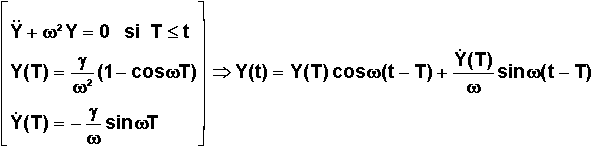 Ÿ + ω² Y = 0 si T ≤ t
Y(T) = γ/ω² (1 − cosωT) ⇒ Y(t) = Y(T) cosω(t − T) + Ẏ(T)/ω sinω(t − T)
Ẏ(T) = − γ/ω sinωT